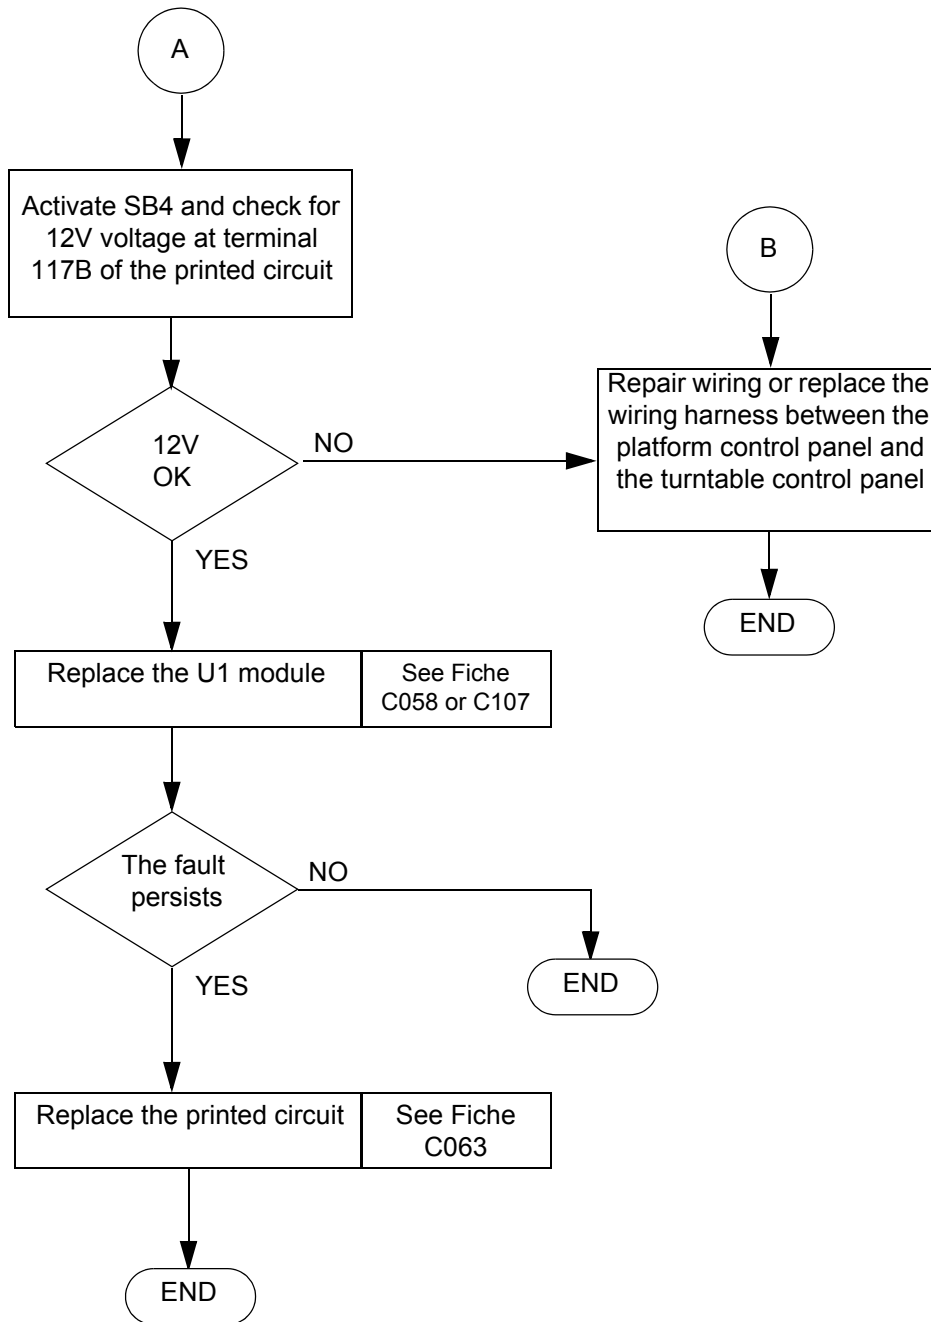 A
Activate SB4 and check for
12V voltage at terminal
117B of the printed circuit
B
Repair wiring or replace the
wiring harness between the
platform control panel and
the turntable control panel
12V
OK
NO
YES
END
Replace the U1 module
See Fiche
C058 or C107
The fault
persists
NO
YES
END
Replace the printed circuit
See Fiche
C063
END